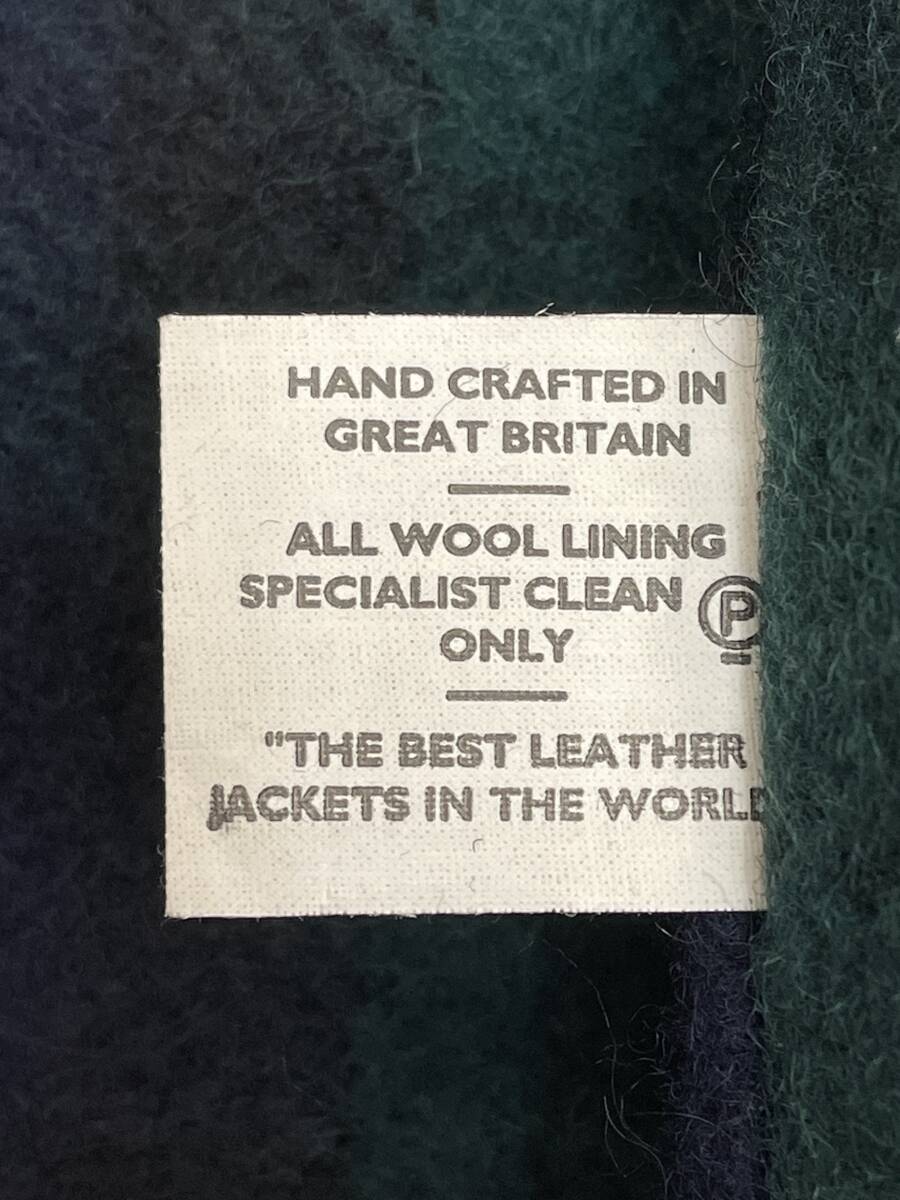 HAND CRAFTED IN
GREAT BRITAIN
ALL WOOL LINING
SPECIALIST CLEAN P
ONLY
"THE BEST LEATHER
JACKETS IN THE WORLD